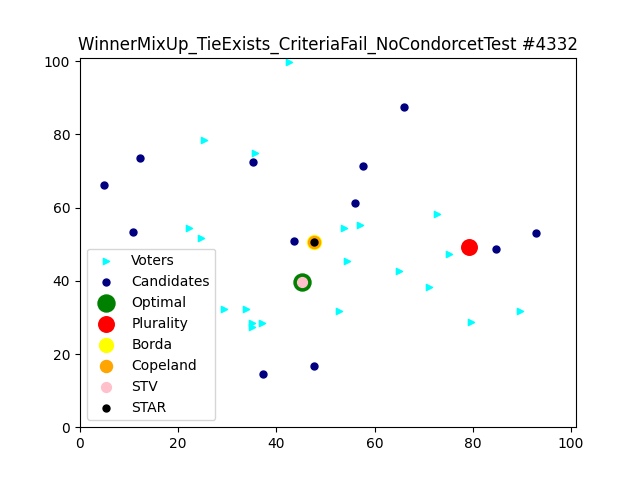 WinnerMixUp_TieExists_CriteriaFail_NoCondorcetTest #4332
100
80
60
40
20
0
Voters
Candidates
Optimal
Plurality
Borda
Copeland
STV
STAR
0 20 40 60 80 100